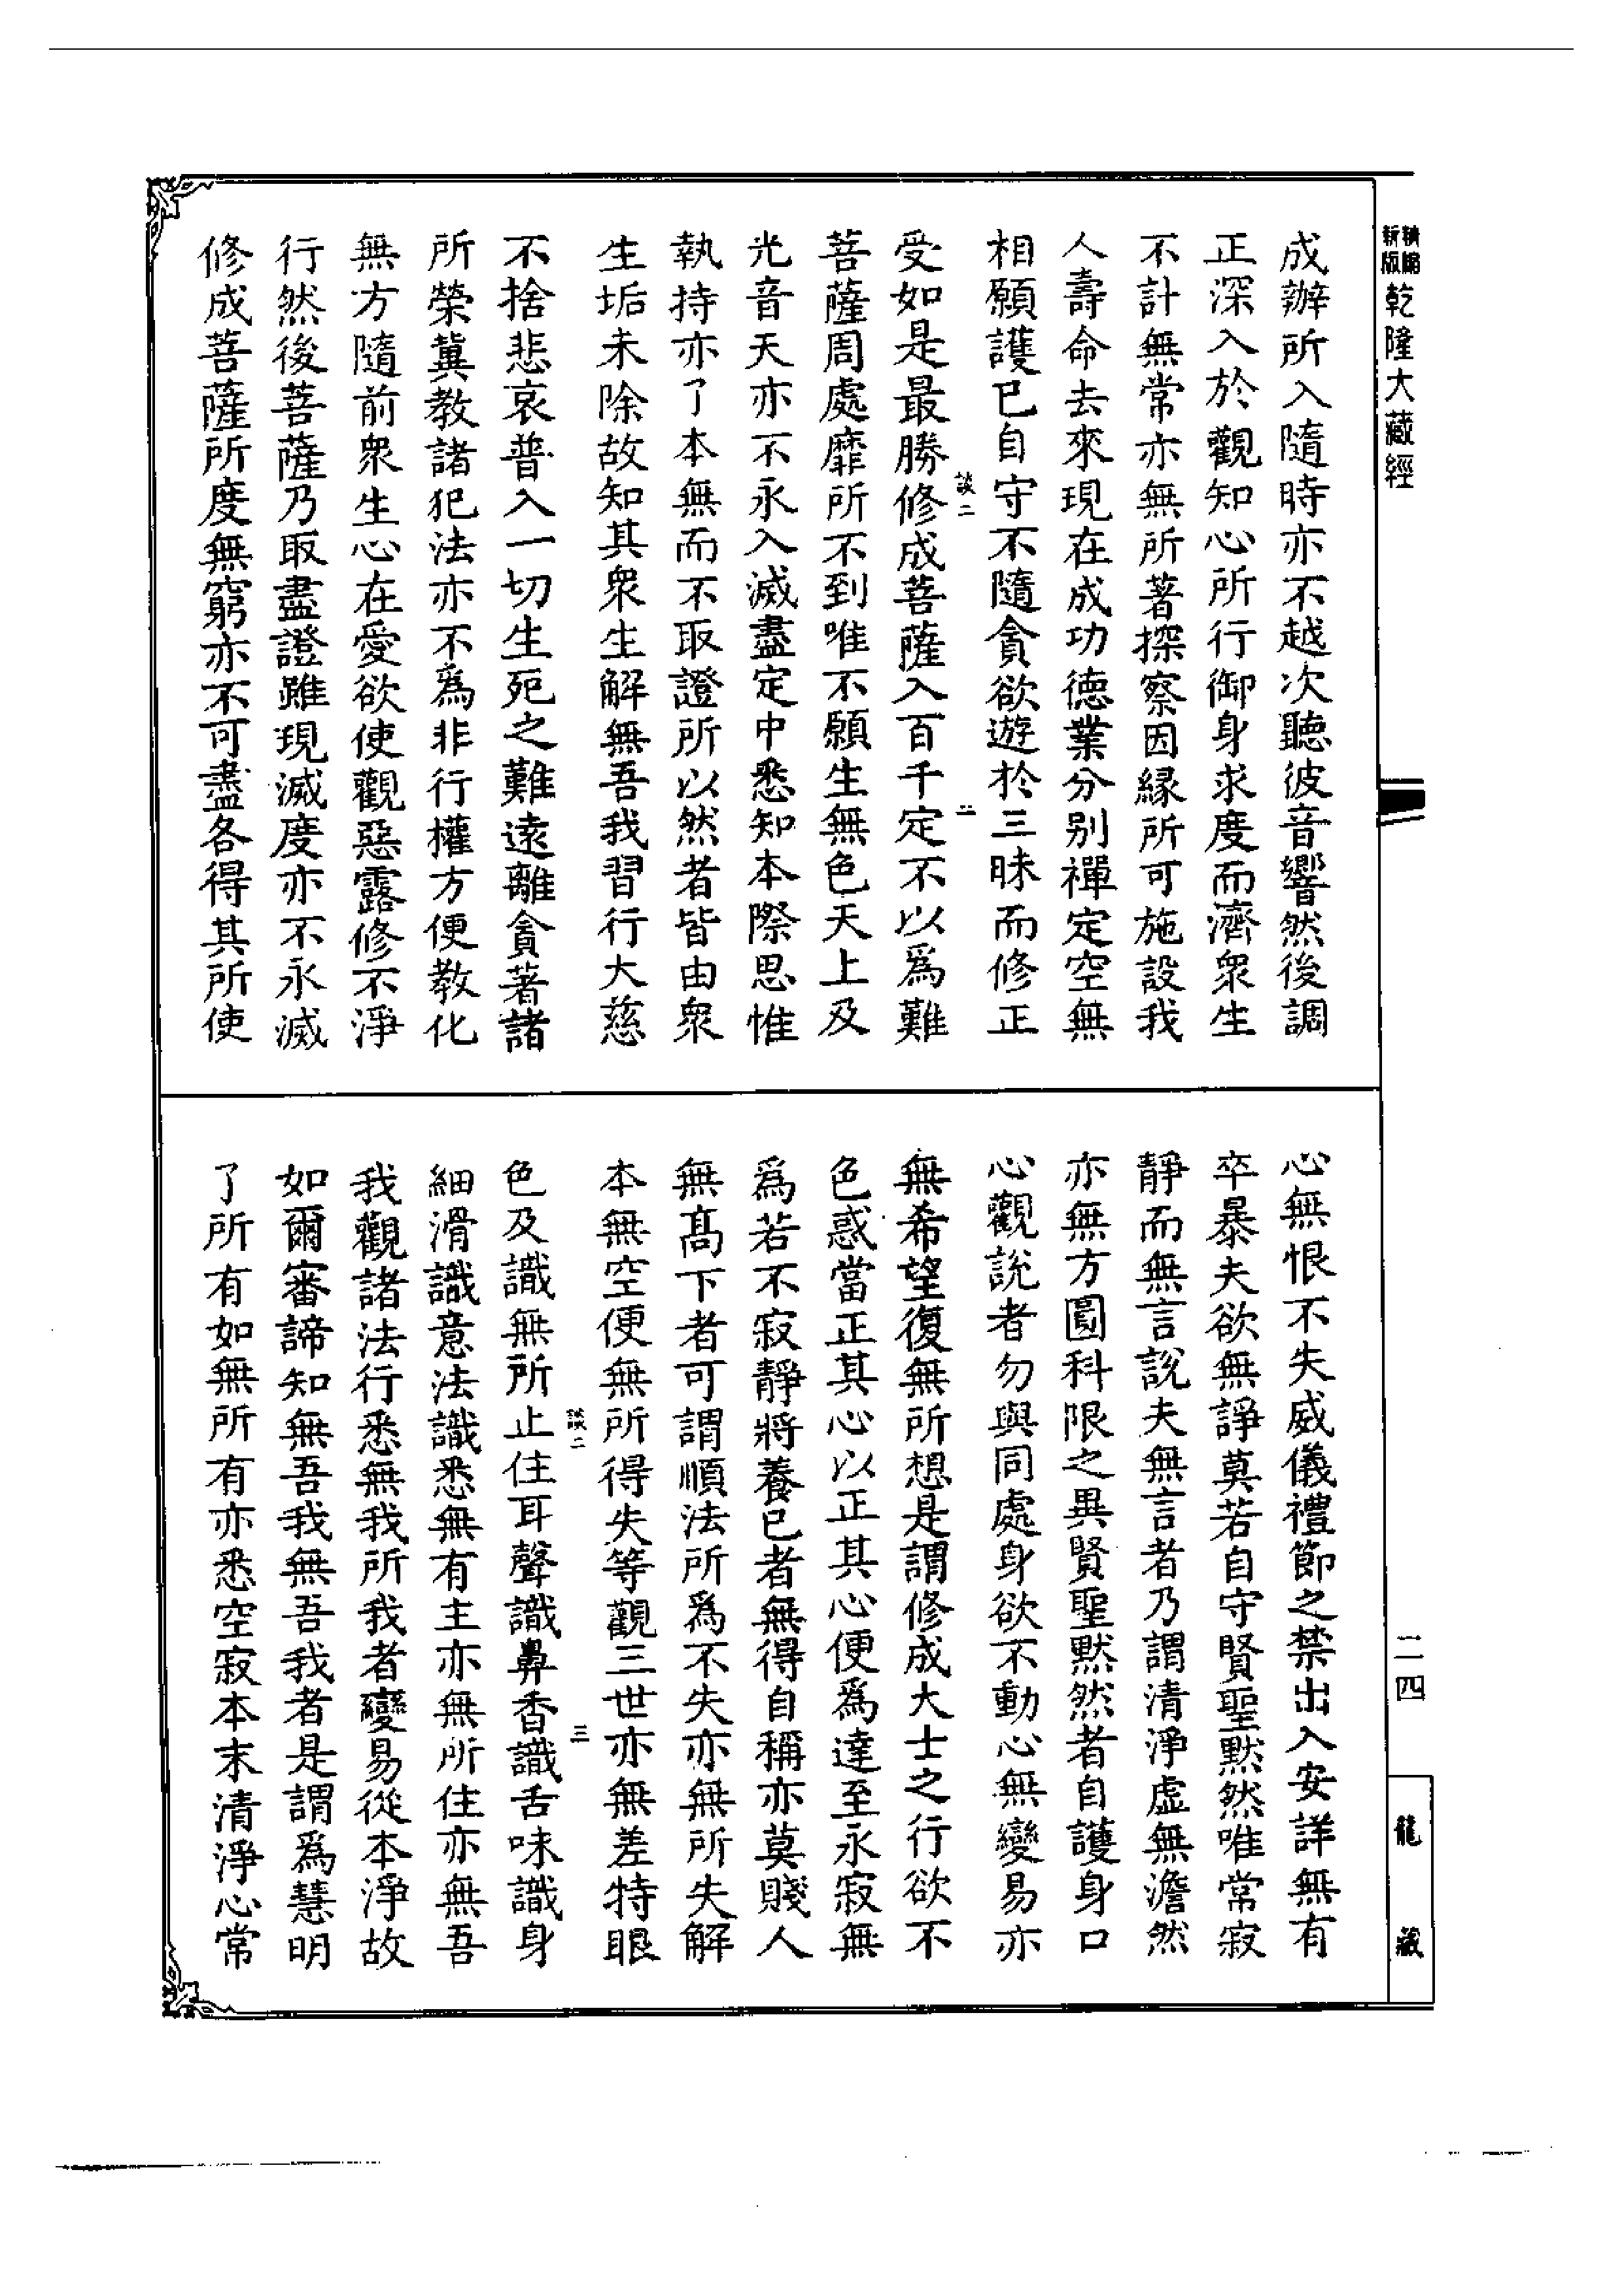 新編
新版
乾隆大藏經
成辦所入隨時亦不越次聽彼音響然後調
正深入於觀知心所行御身求度而濟衆生
不計無常亦無所著探察因縁所可施設我
人壽命去來現在成功德業分别禪定空無
相願護已自守不隨貪欲遊於三昧而修正
受如是最勝修成菩薩入百千定不以爲難
談二
二
菩薩周處靡所不到唯不願生無色天上及
光音天亦不永入滅盡定中悉知本際思惟
執持亦了本無而不取證所以然者皆由衆
生垢未除故知其衆生解無吾我習行大慈
不捨悲哀普入一切生死之難遠離貪著諸
所榮冀教諸犯法亦不爲非行權方便教化
無方隨前衆生心在愛欲使觀惡露修不淨
行然後菩薩乃取盡證雖現滅度亦不永滅
修成菩薩所度無窮亦不可盡各得其所使
心無恨不失威儀禮節之禁出入安詳無有
卒暴夫欲無諍莫若自守賢聖默然唯常寂
靜而無言說夫無言者乃謂清淨虛無澹然
亦無方圓科限之異賢聖默然者自護身口
心觀說者勿與同處身欲不動心無變易亦
無希望復無所想是謂修成大士之行欲不
色惑當正其心以正其心便爲達至永寂無
爲若不寂靜將養已者無得自稱亦莫賤人
無髙下者可謂順法所爲不失亦無所失解
本無空便無所得失等觀三世亦無差特眼
談二
三
色及識無所止住耳聲識鼻香識舌味識身
細滑識意法識悉無有主亦無所住亦無吾
我觀諸法行悉無我所我者變易從本淨故
如爾審諦知無吾我無吾我者是謂爲慧明
了所有如無所有亦悉空寂本末清淨心常
二四
龍藏